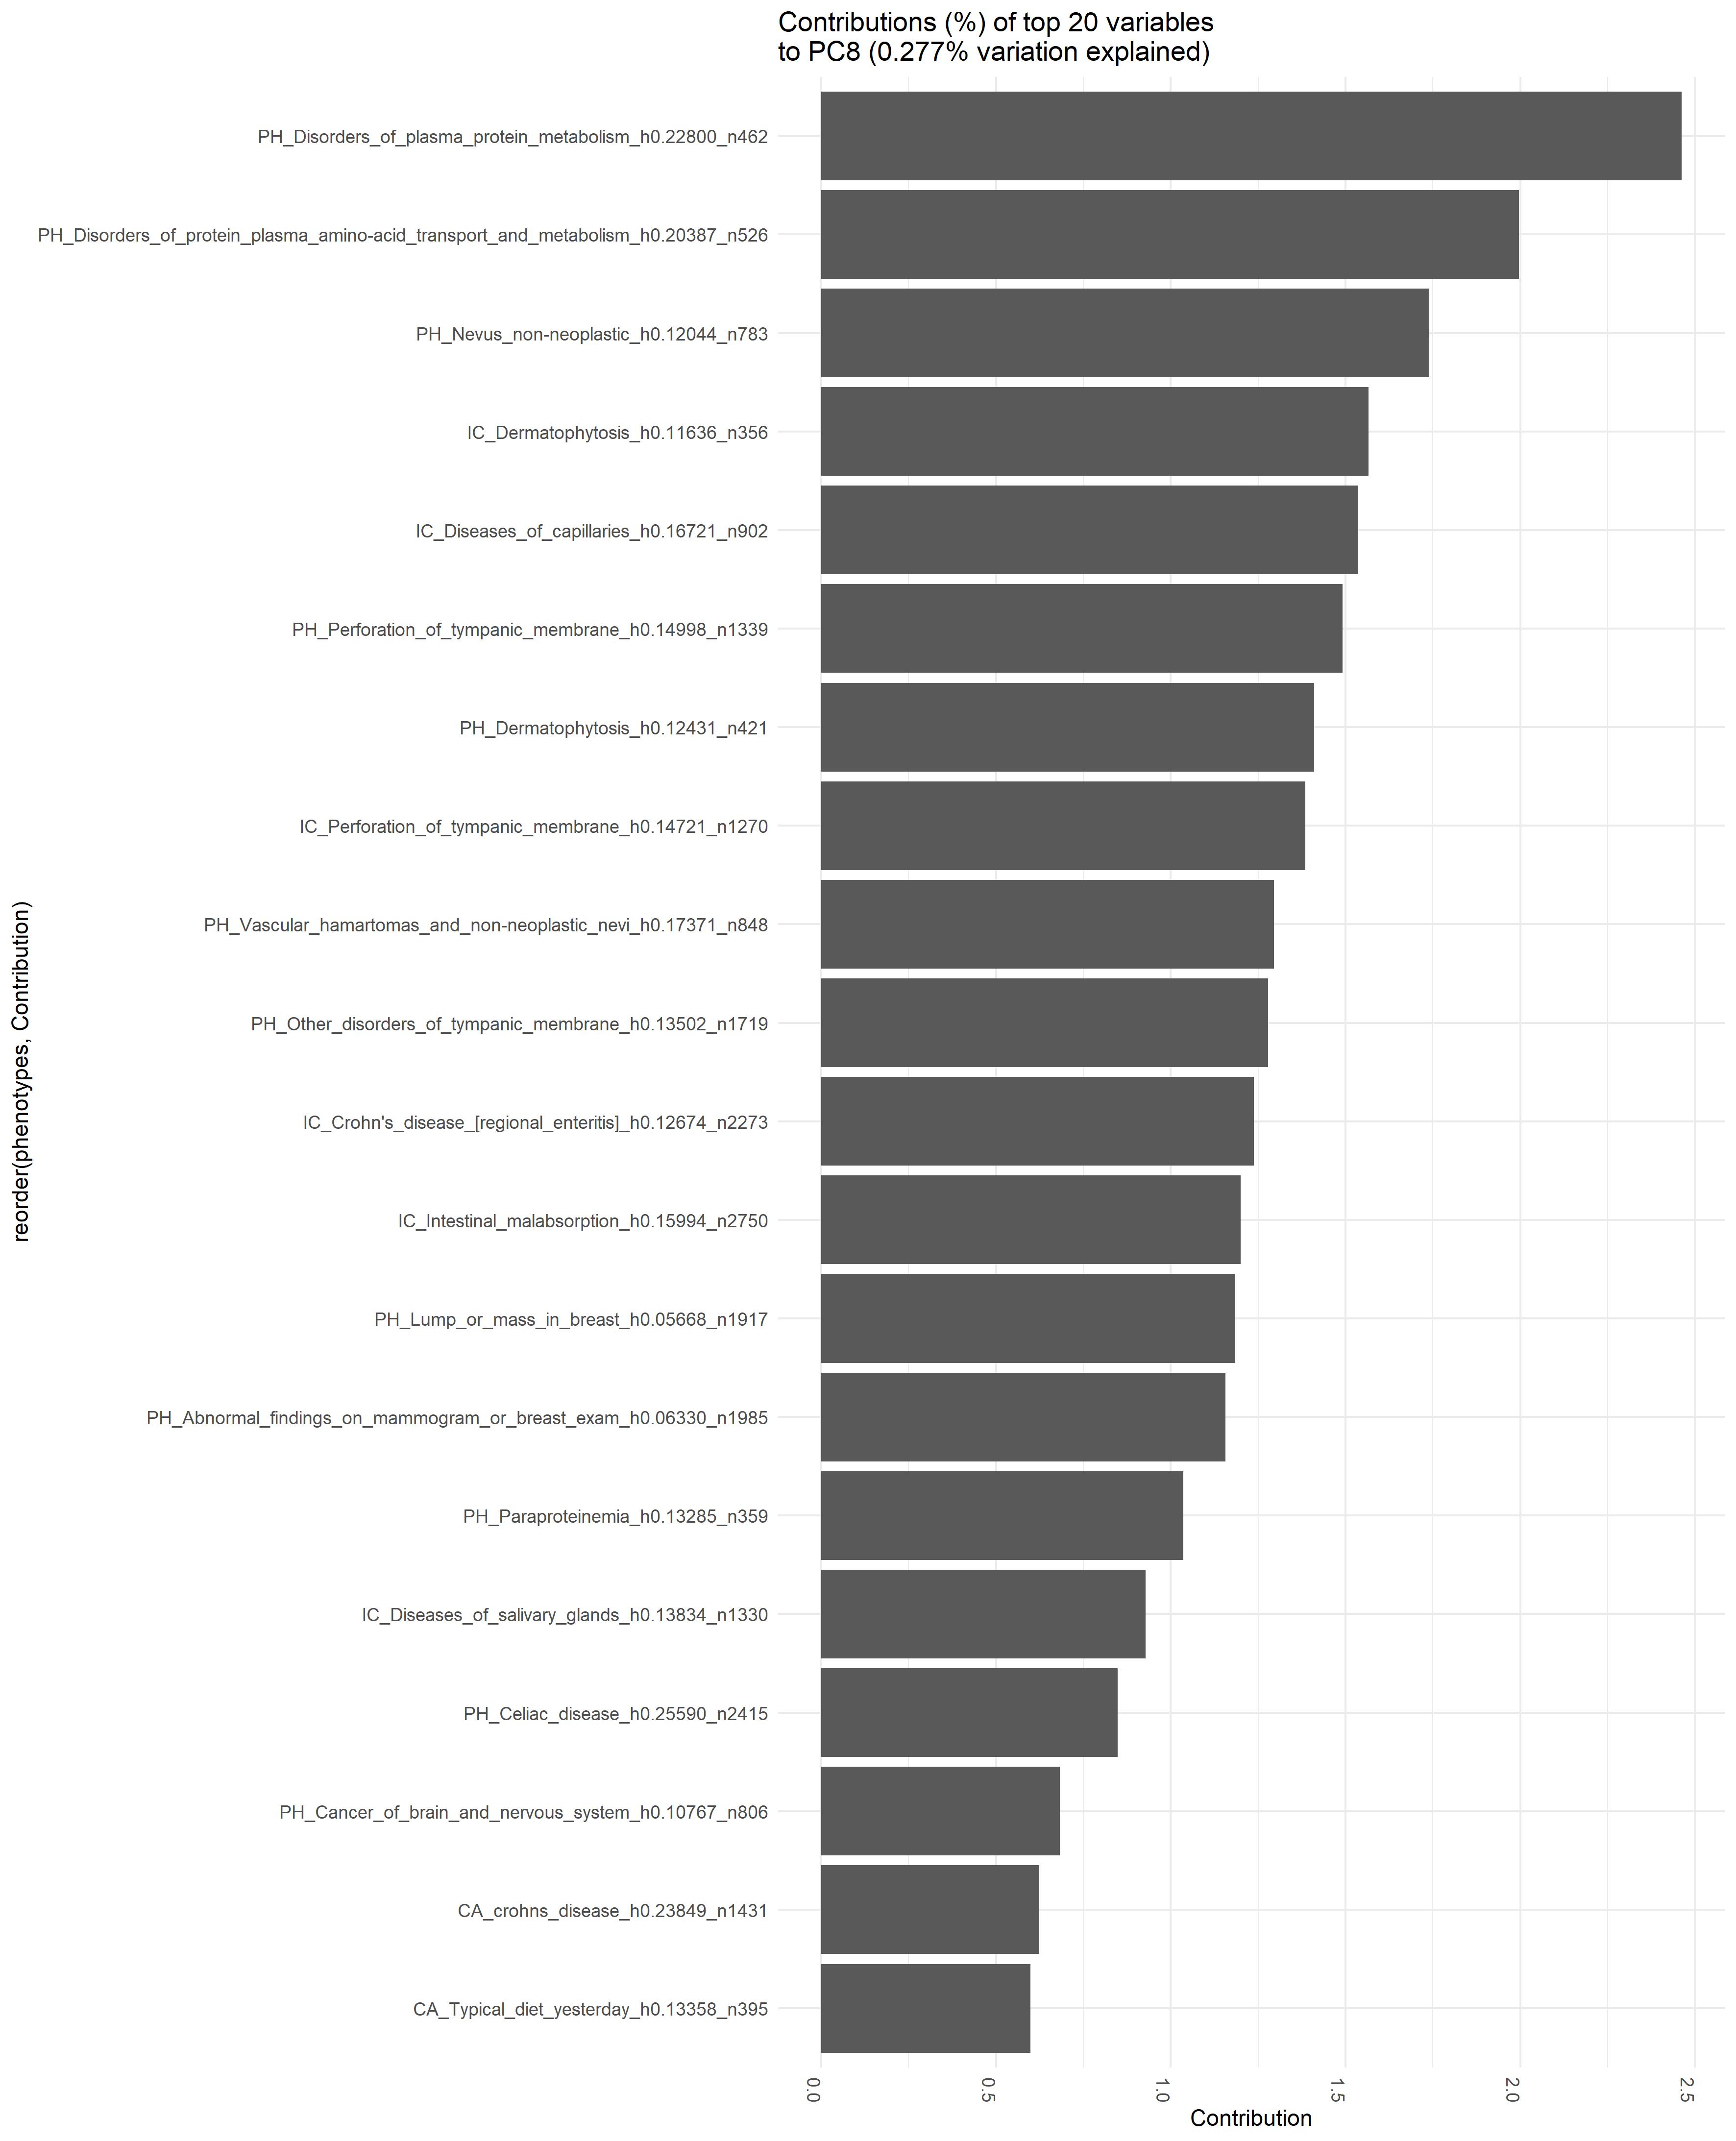 Contributions (%) of top 20 variables
to PC8 (0.277% variation explained)
PH_Disorders_of_plasma_protein_metabolism_h0.22800_n462
PH_Disorders_of_protein_plasma_amino-acid_transport_and_metabolism_h0.20387_n526
PH_Nevus_non-neoplastic_h0.12044_n783
IC_Dermatophytosis_h0.11636_n356
IC_Diseases_of_capillaries_h0.16721_n902
PH_Perforation_of_tympanic_membrane_h0.14998_n1339
PH_Dermatophytosis_h0.12431_n421
IC_Perforation_of_tympanic_membrane_h0.14721_n1270
PH_Vascular_hamartomas_and_non-neoplastic_nevi_h0.17371_n848
PH_Other_disorders_of_tympanic_membrane_h0.13502_n1719
IC_Crohn's_disease_[regional_enteritis]_h0.12674_n2273
IC_Intestinal_malabsorption_h0.15994_n2750
PH_Lump_or_mass_in_breast_h0.05668_n1917
PH_Abnormal_findings_on_mammogram_or_breast_exam_h0.06330_n1985
PH_Paraproteinemia_h0.13285_n359
IC_Diseases_of_salivary_glands_h0.13834_n1330
PH_Celiac_disease_h0.25590_n2415
PH_Cancer_of_brain_and_nervous_system_h0.10767_n806
CA_crohns_disease_h0.23849_n1431
CA_Typical_diet_yesterday_h0.13358_n395
reorder(phenotypes, Contribution)
0.0 0.5 1.0 1.5 2.0 2.5
Contribution